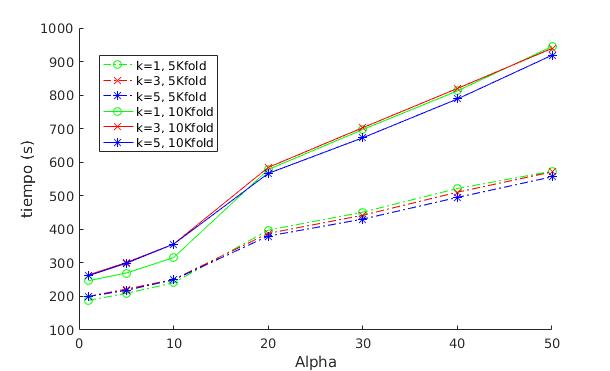 1000
900
800
700
600
500
400
300
200
100
tiempo (s)
k=1, 5Kfold
k=3, 5Kfold
k=5, 5Kfold
k=1, 10Kfold
k=3, 10Kfold
k=5, 10Kfold
0 10 20 30 40 50
Alpha